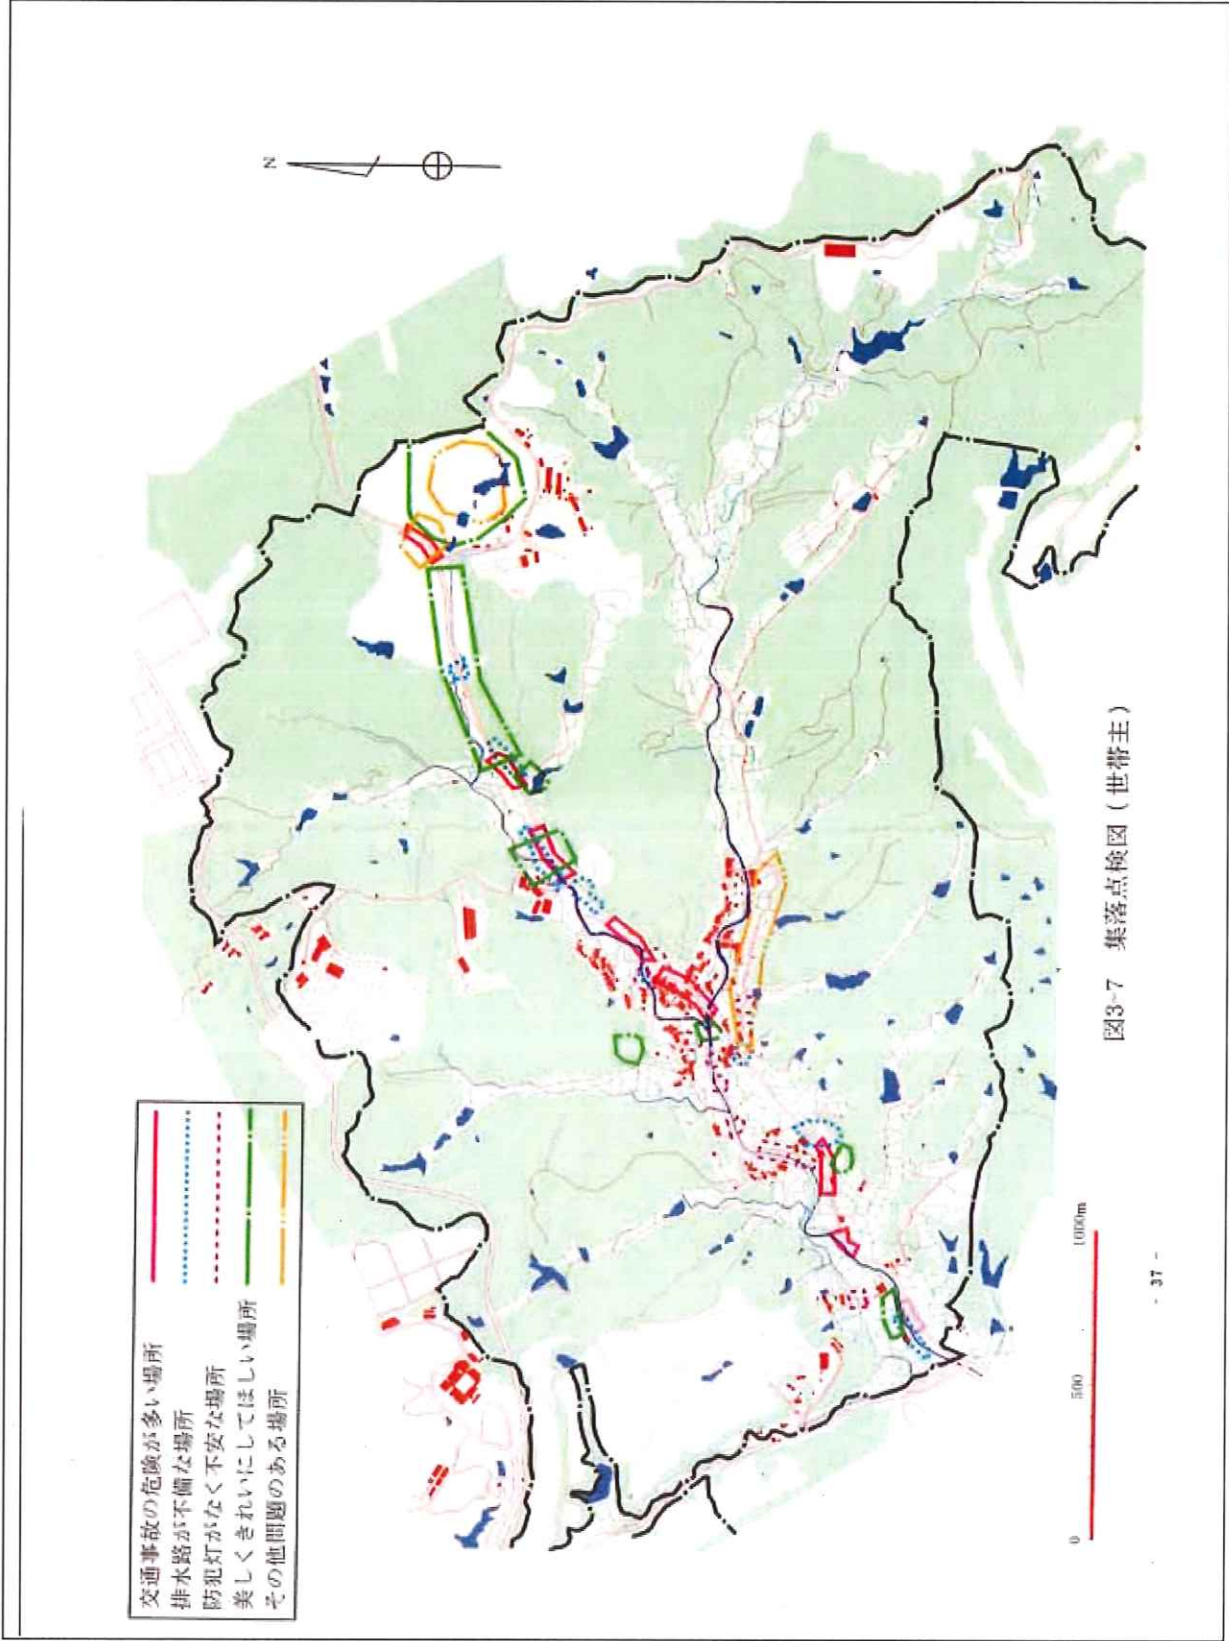 N
交通事故の危険が多い場所
排水路が不備な場所
防犯灯がなく不安な場所
美しくきれいにしてほしい場所
その他問題のある場所
0 500 1000m
図3-7 集落点検図(世帯主)
- 37 -